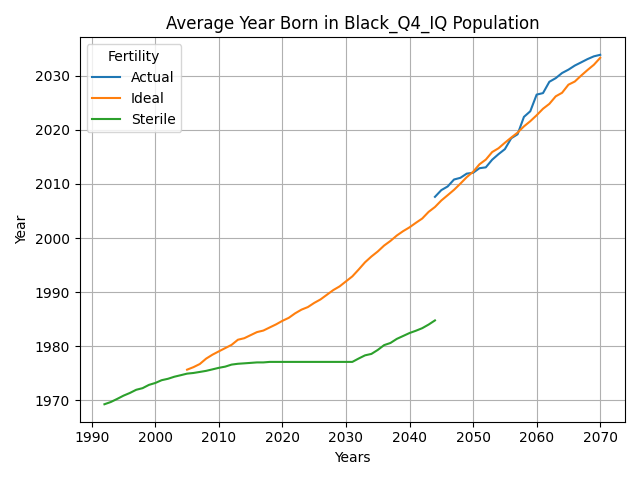 Average Year Born in Black_Q4_IQ Population
Fertility
Actual
Ideal
Sterile
2030
2020
2010
2000
1990
1980
1970
Year
1990 2000 2010 2020 2030 2040 2050 2060 2070
Years